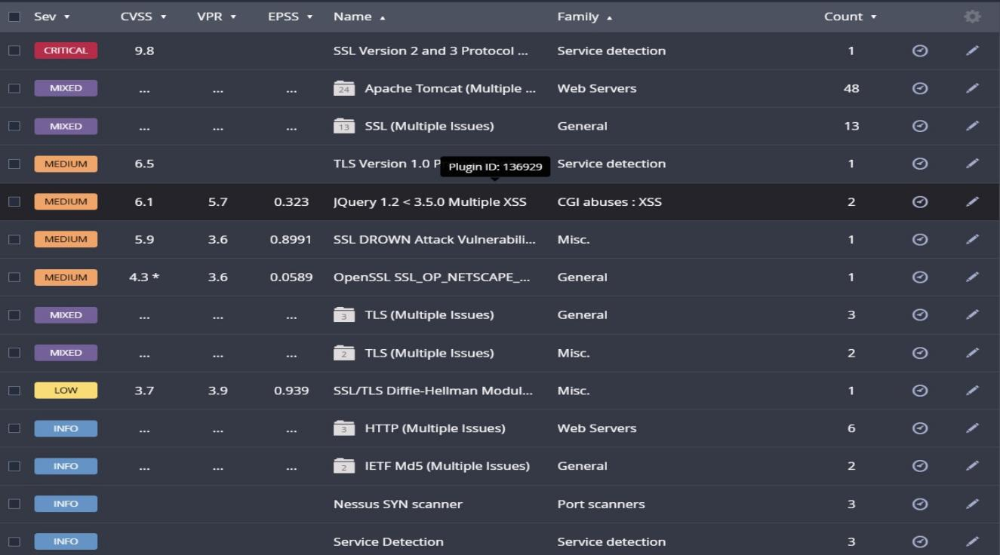 Sev CVSS VPR EPSS Name Family Count
CRITICAL 9.8 SSL Version 2 and 3 Protocol ... Service detection 1
MIXED ... ... ... 24 Apache Tomcat (Multiple ... Web Servers 48
MIXED ... ... ... 13 SSL (Multiple Issues) General 13
MEDIUM 6.5 TLS Version 1.0 P Service detection 1
Plugin ID: 136929
MEDIUM 6.1 5.7 0.323 JQuery 1.2 < 3.5.0 Multiple XSS CGI abuses : XSS 2
MEDIUM 5.9 3.6 0.8991 SSL DROWN Attack Vulnerabili... Misc. 1
MEDIUM 4.3 * 3.6 0.0589 OpenSSL SSL_OP_NETSCAPE_... General 1
MIXED ... ... ... 3 TLS (Multiple Issues) General 3
MIXED ... ... ... 2 TLS (Multiple Issues) Misc. 2
LOW 3.7 3.9 0.939 SSL/TLS Diffie-Hellman Modul... Misc. 1
INFO ... ... ... 3 HTTP (Multiple Issues) Web Servers 6
INFO ... ... ... 2 IETF Md5 (Multiple Issues) General 2
INFO Nessus SYN scanner Port scanners 3
INFO Service Detection Service detection 3